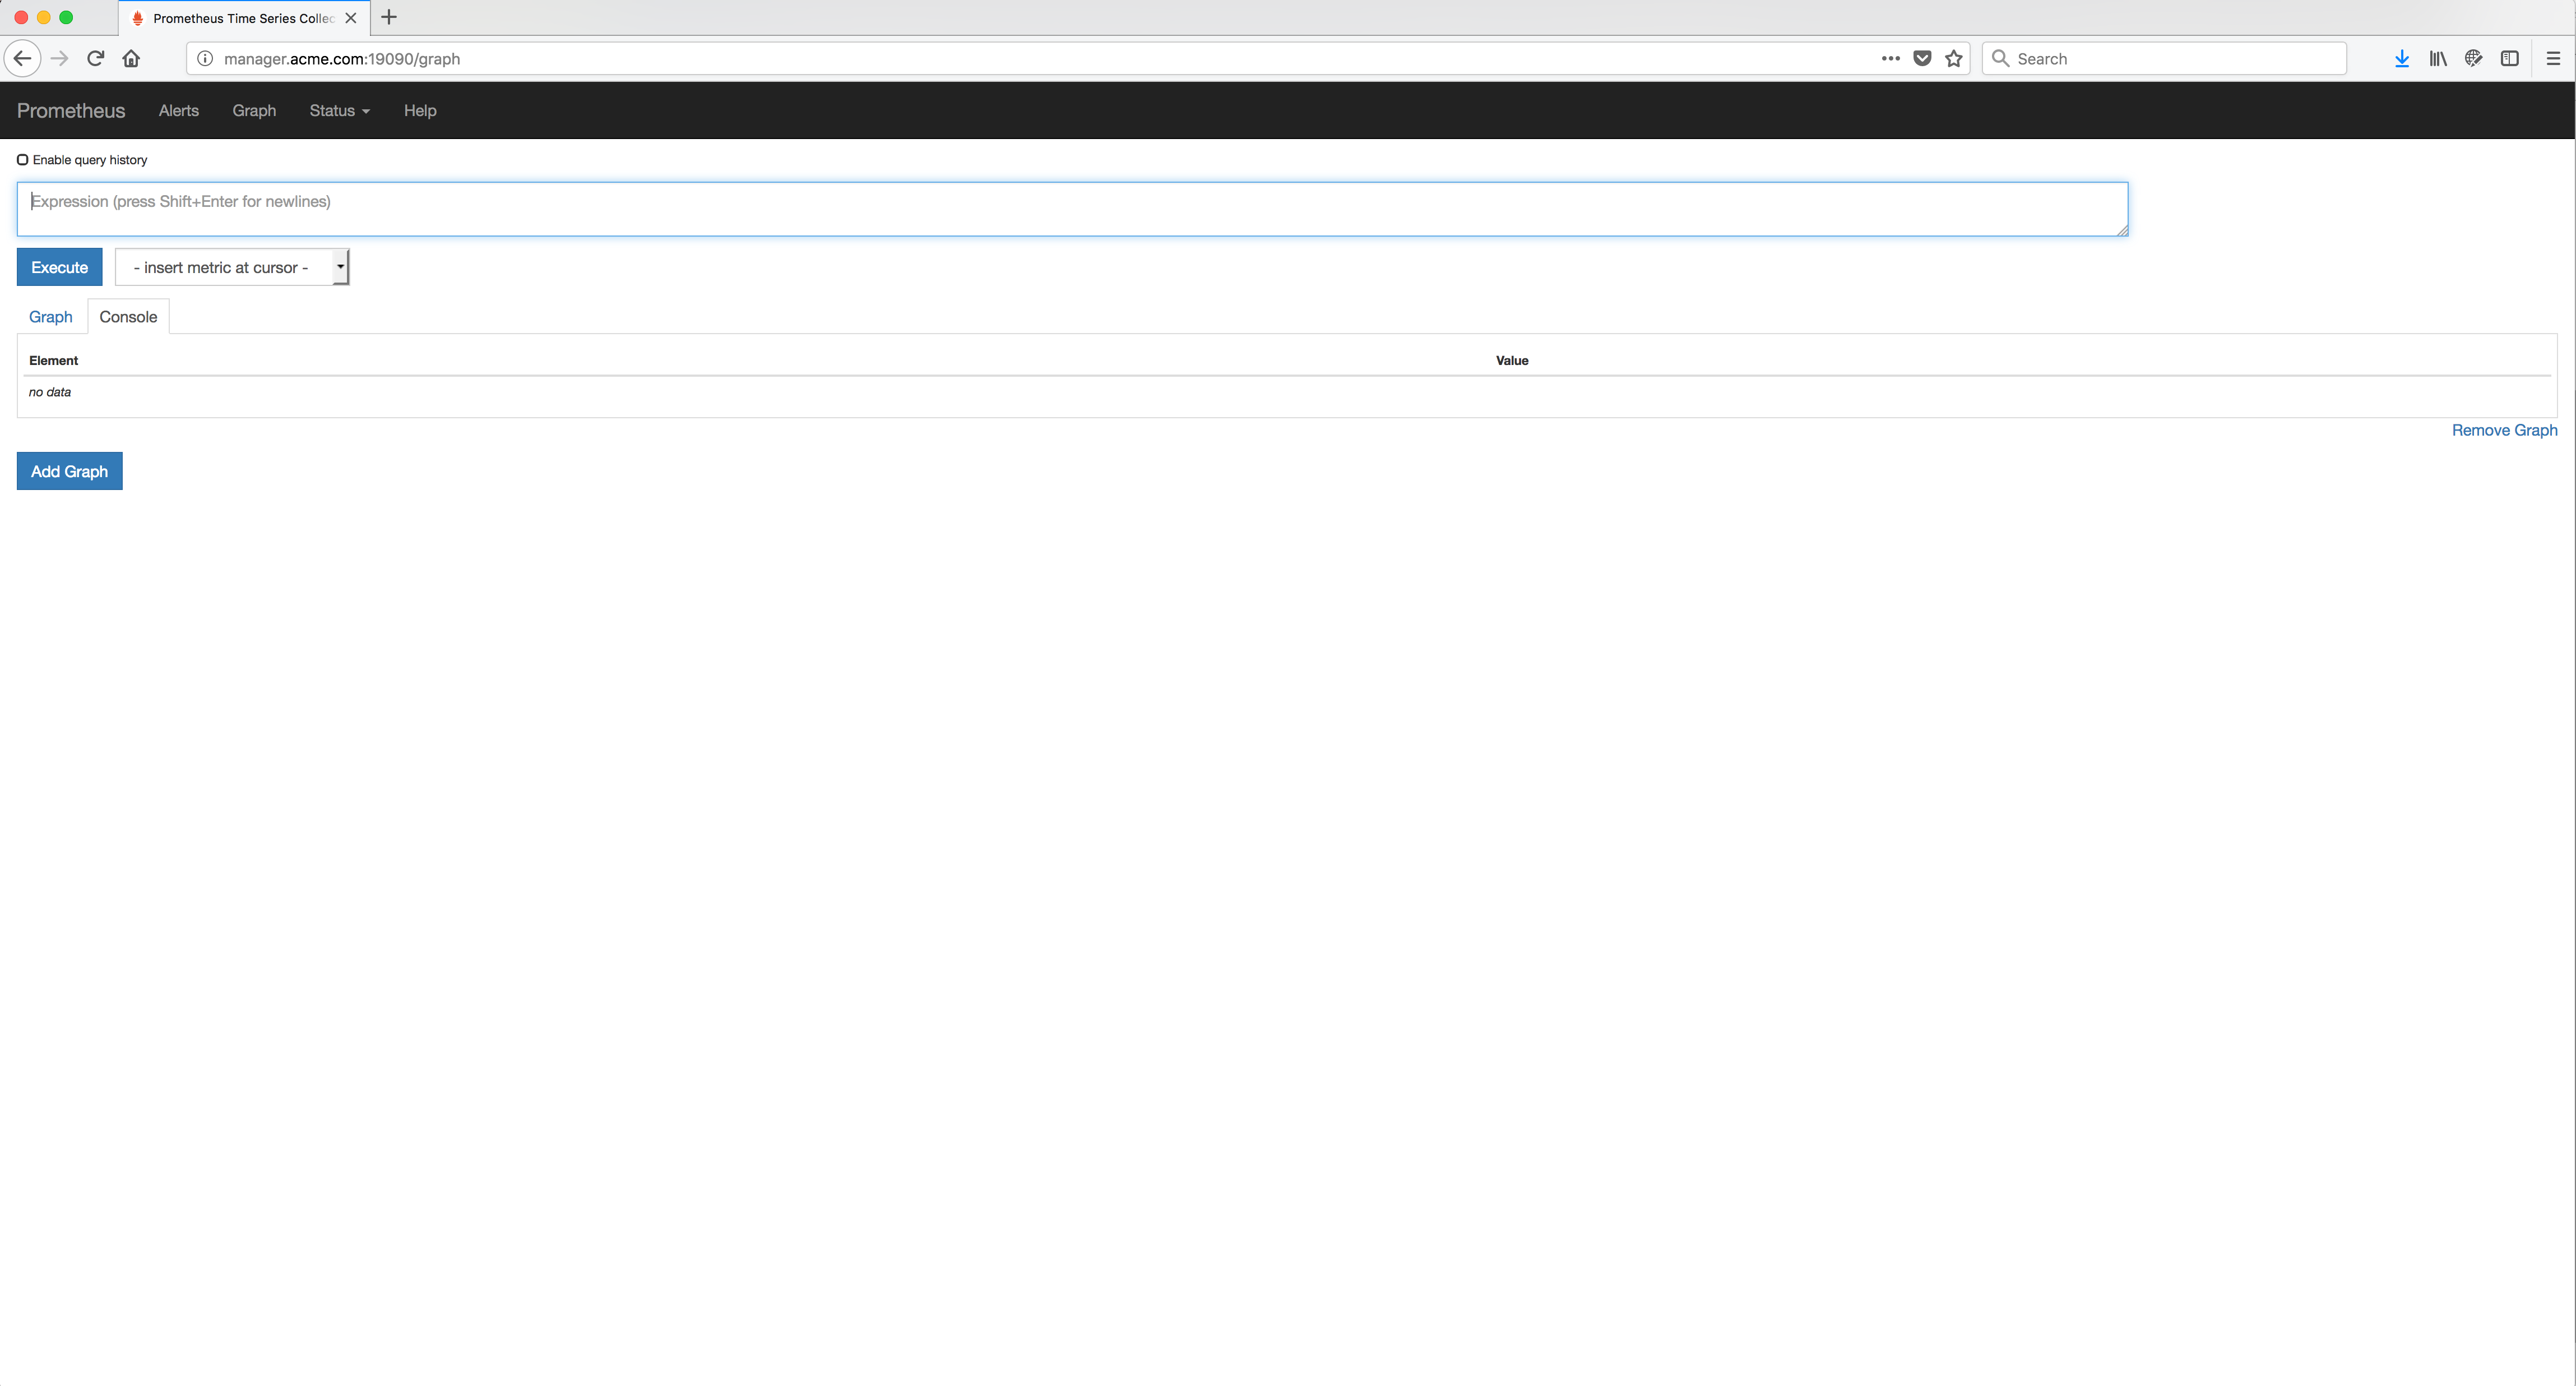 Prometheus Time Series Collec
manager.acme.com:19090/graph
Search
Prometheus Alerts Graph Status Help
Enable query history
Expression (press Shift+Enter for newlines)
Execute - insert metric at cursor -
Graph Console
Element Value
no data
Remove Graph
Add Graph